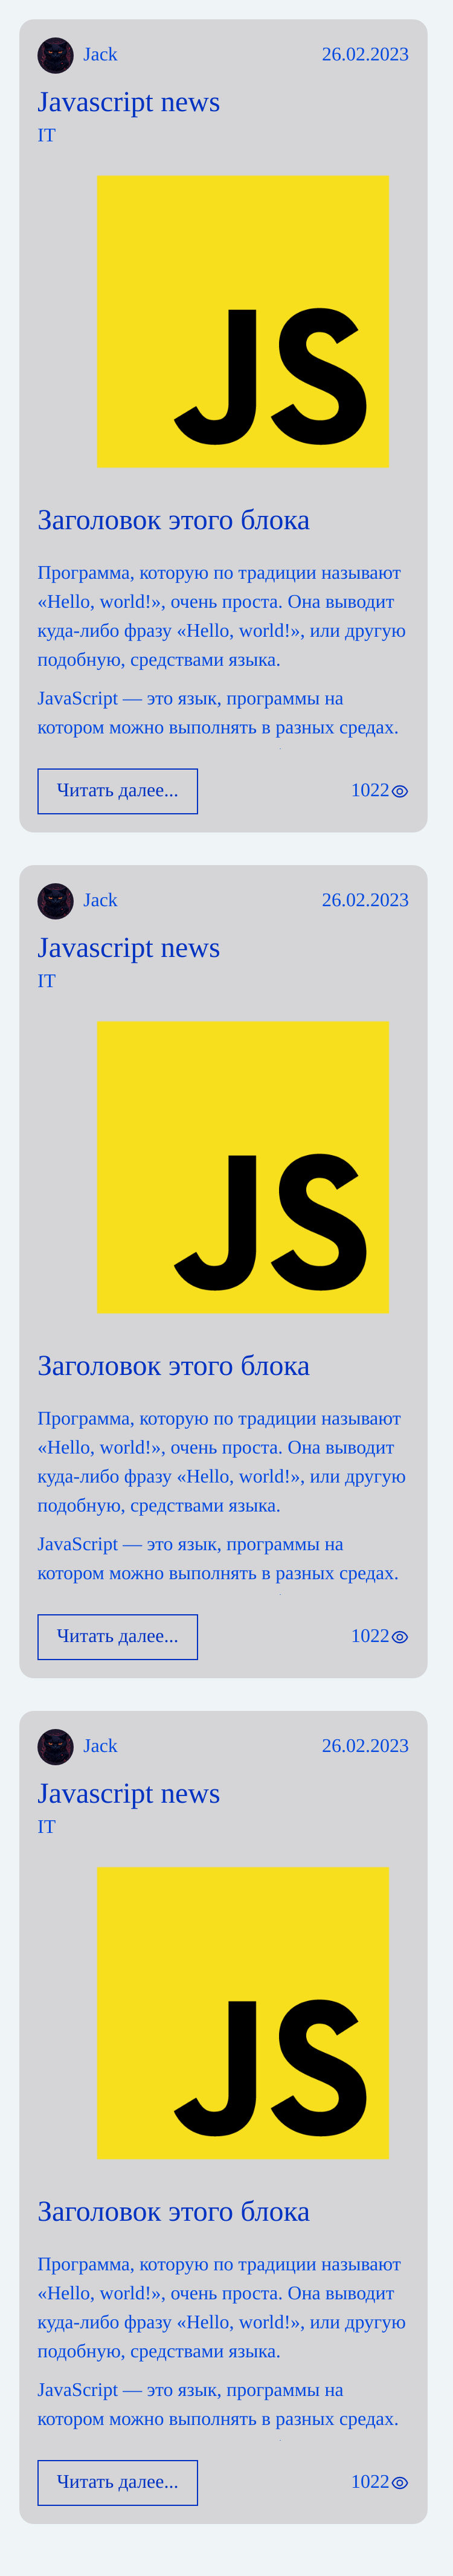 Jack 26.02.2023
Javascript news
IT
JS
Заголовок этого блока
Программа, которую по традиции называют
«Hello, world!», очень проста. Она выводит
куда-либо фразу «Hello, world!», или другую
подобную, средствами языка.
JavaScript — это язык, программы на
котором можно выполнять в разных средах.
Читать далее... 1022
Jack 26.02.2023
Javascript news
IT
JS
Заголовок этого блока
Программа, которую по традиции называют
«Hello, world!», очень проста. Она выводит
куда-либо фразу «Hello, world!», или другую
подобную, средствами языка.
JavaScript — это язык, программы на
котором можно выполнять в разных средах.
Читать далее... 1022
Jack 26.02.2023
Javascript news
IT
JS
Заголовок этого блока
Программа, которую по традиции называют
«Hello, world!», очень проста. Она выводит
куда-либо фразу «Hello, world!», или другую
подобную, средствами языка.
JavaScript — это язык, программы на
котором можно выполнять в разных средах.
Читать далее... 1022